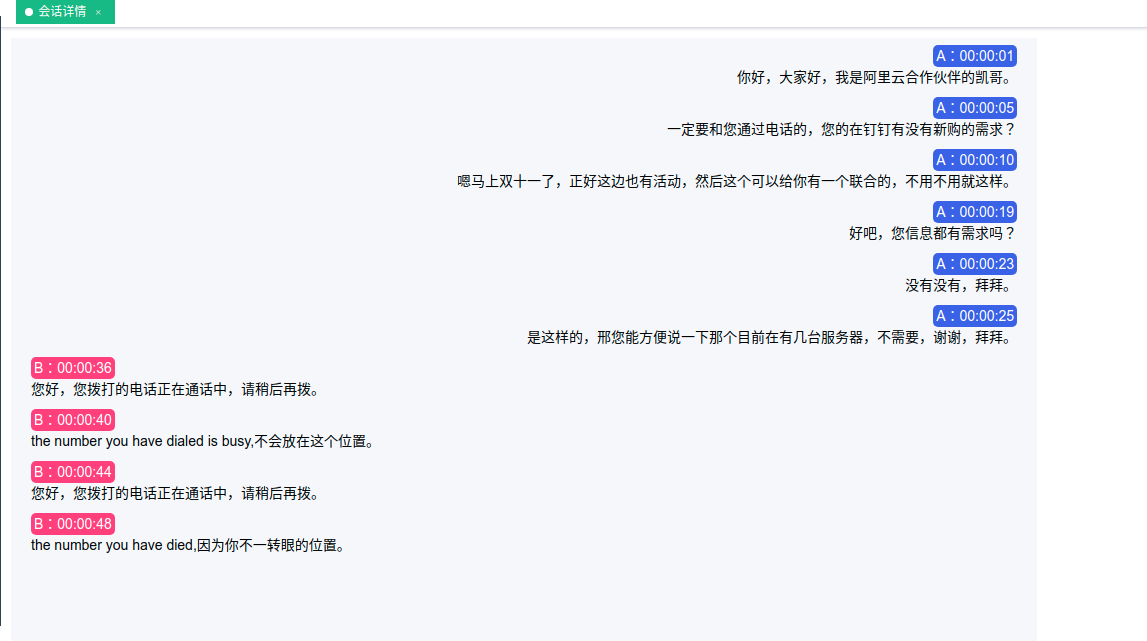 会话详情 ×
A：00:00:01
你好，大家好，我是阿里云合作伙伴的凯哥。
A：00:00:05
一定要和您通过电话的，您的在钉钉有没有新购的需求？
A：00:00:10
嗯马上双十一了，正好这边也有活动，然后这个可以给你有一个联合的，不用不用就这样。
A：00:00:19
好吧，您信息都有需求吗？
A：00:00:23
没有没有，拜拜。
A：00:00:25
是这样的，邢您能方便说一下那个目前在有几台服务器，不需要，谢谢，拜拜。
B：00:00:36
您好，您拨打的电话正在通话中，请稍后再拨。
B：00:00:40
the number you have dialed is busy,不会放在这个位置。
B：00:00:44
您好，您拨打的电话正在通话中，请稍后再拨。
B：00:00:48
the number you have died,因为你不一转眼的位置。